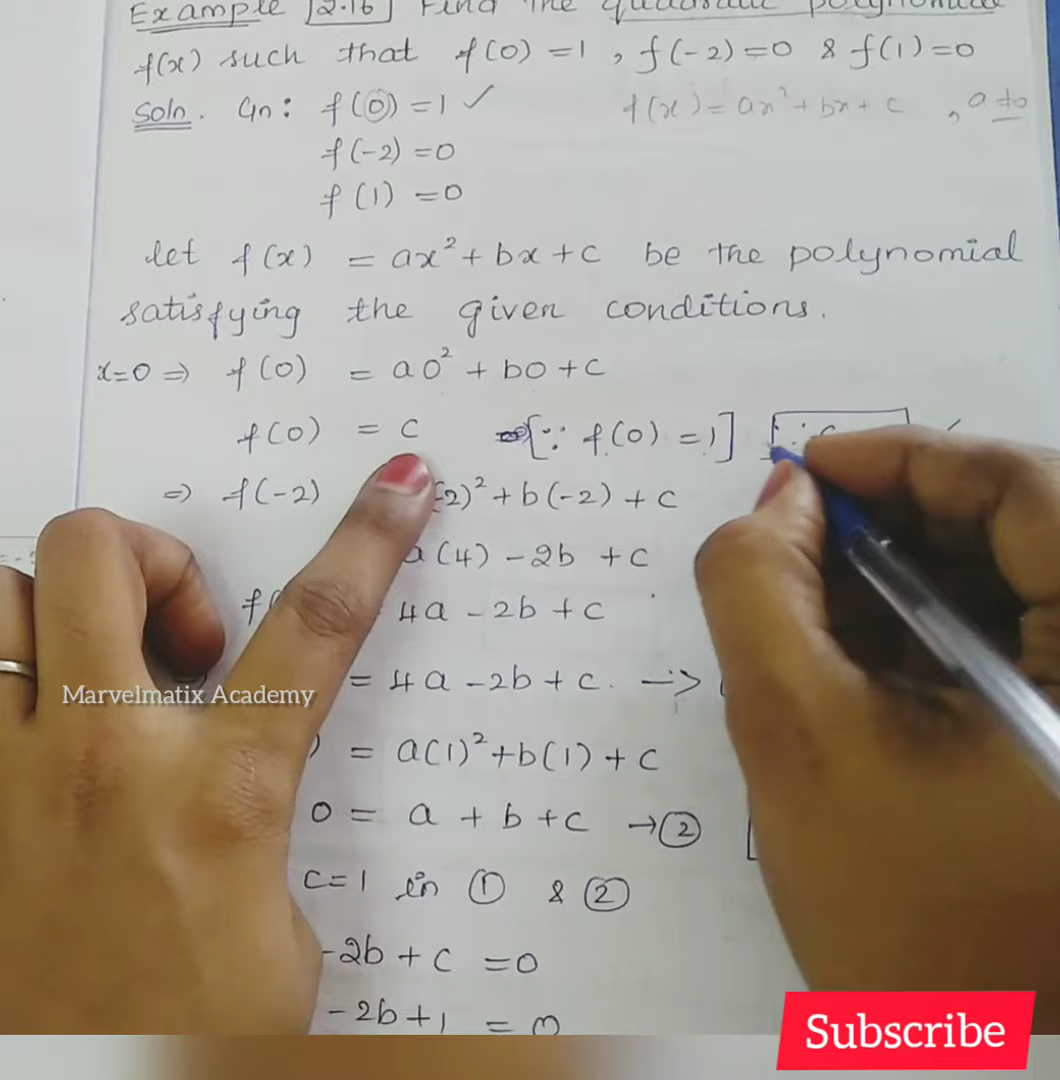 Example 2.16 Find the quadratic polynomial
f(x) such that f(0) = 1 , f(-2) = 0 & f(1) = 0
Soln. Gn: f(0) = 1 ✓ f(x) = ax² + bx + c , a ≠ 0
f(-2) = 0
f(1) = 0
let f(x) = ax² + bx + c be the polynomial
satisfying the given conditions.
x=0 ⇒ f(0) = a0² + b0 + c
f(0) = c [∵ f(0) = 1]
⇒ f(-2) -2)² + b(-2) + c
a(4) - 2b + c
4a - 2b + c
= 4a - 2b + c. →
) = a(1)² + b(1) + c
0 = a + b + c → ②
c = 1 in ① & ②
-2b + c = 0
-2b + 1 = 0
Marvelmatix Academy
Subscribe